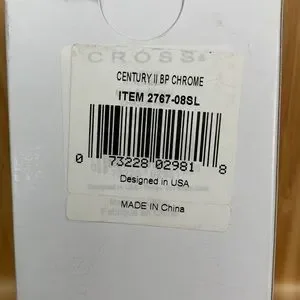 CROSS
CENTURY II BP CHROME
ITEM 2767-08SL
0 73228 02981 8
Designed in USA
MADE IN China